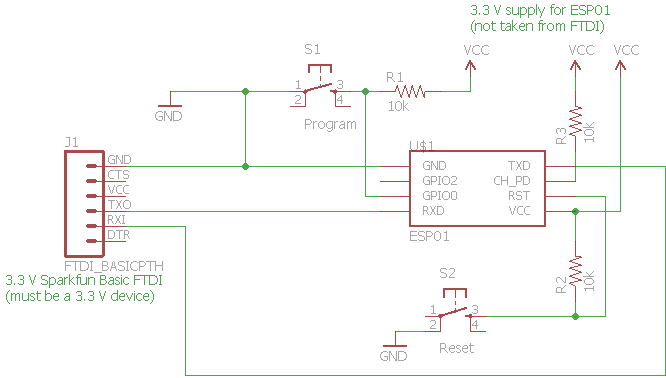 3.3 V supply for ESP01
(not taken from FTDI)
S1
VCC
VCC
VCC
R1
1
3
2
4
10k
GND
Program
R3
10k
J1
U$1
GND
CTS
VCC
TXO
RXI
DTR
GND
GPIO2
GPIO0
RXD
TXD
CH_PD
RST
VCC
ESP01
FTDI_BASICPTH
3.3 V Sparkfun Basic FTDI
(must be a 3.3 V device)
S2
R2
10k
1
3
2
4
GND
Reset